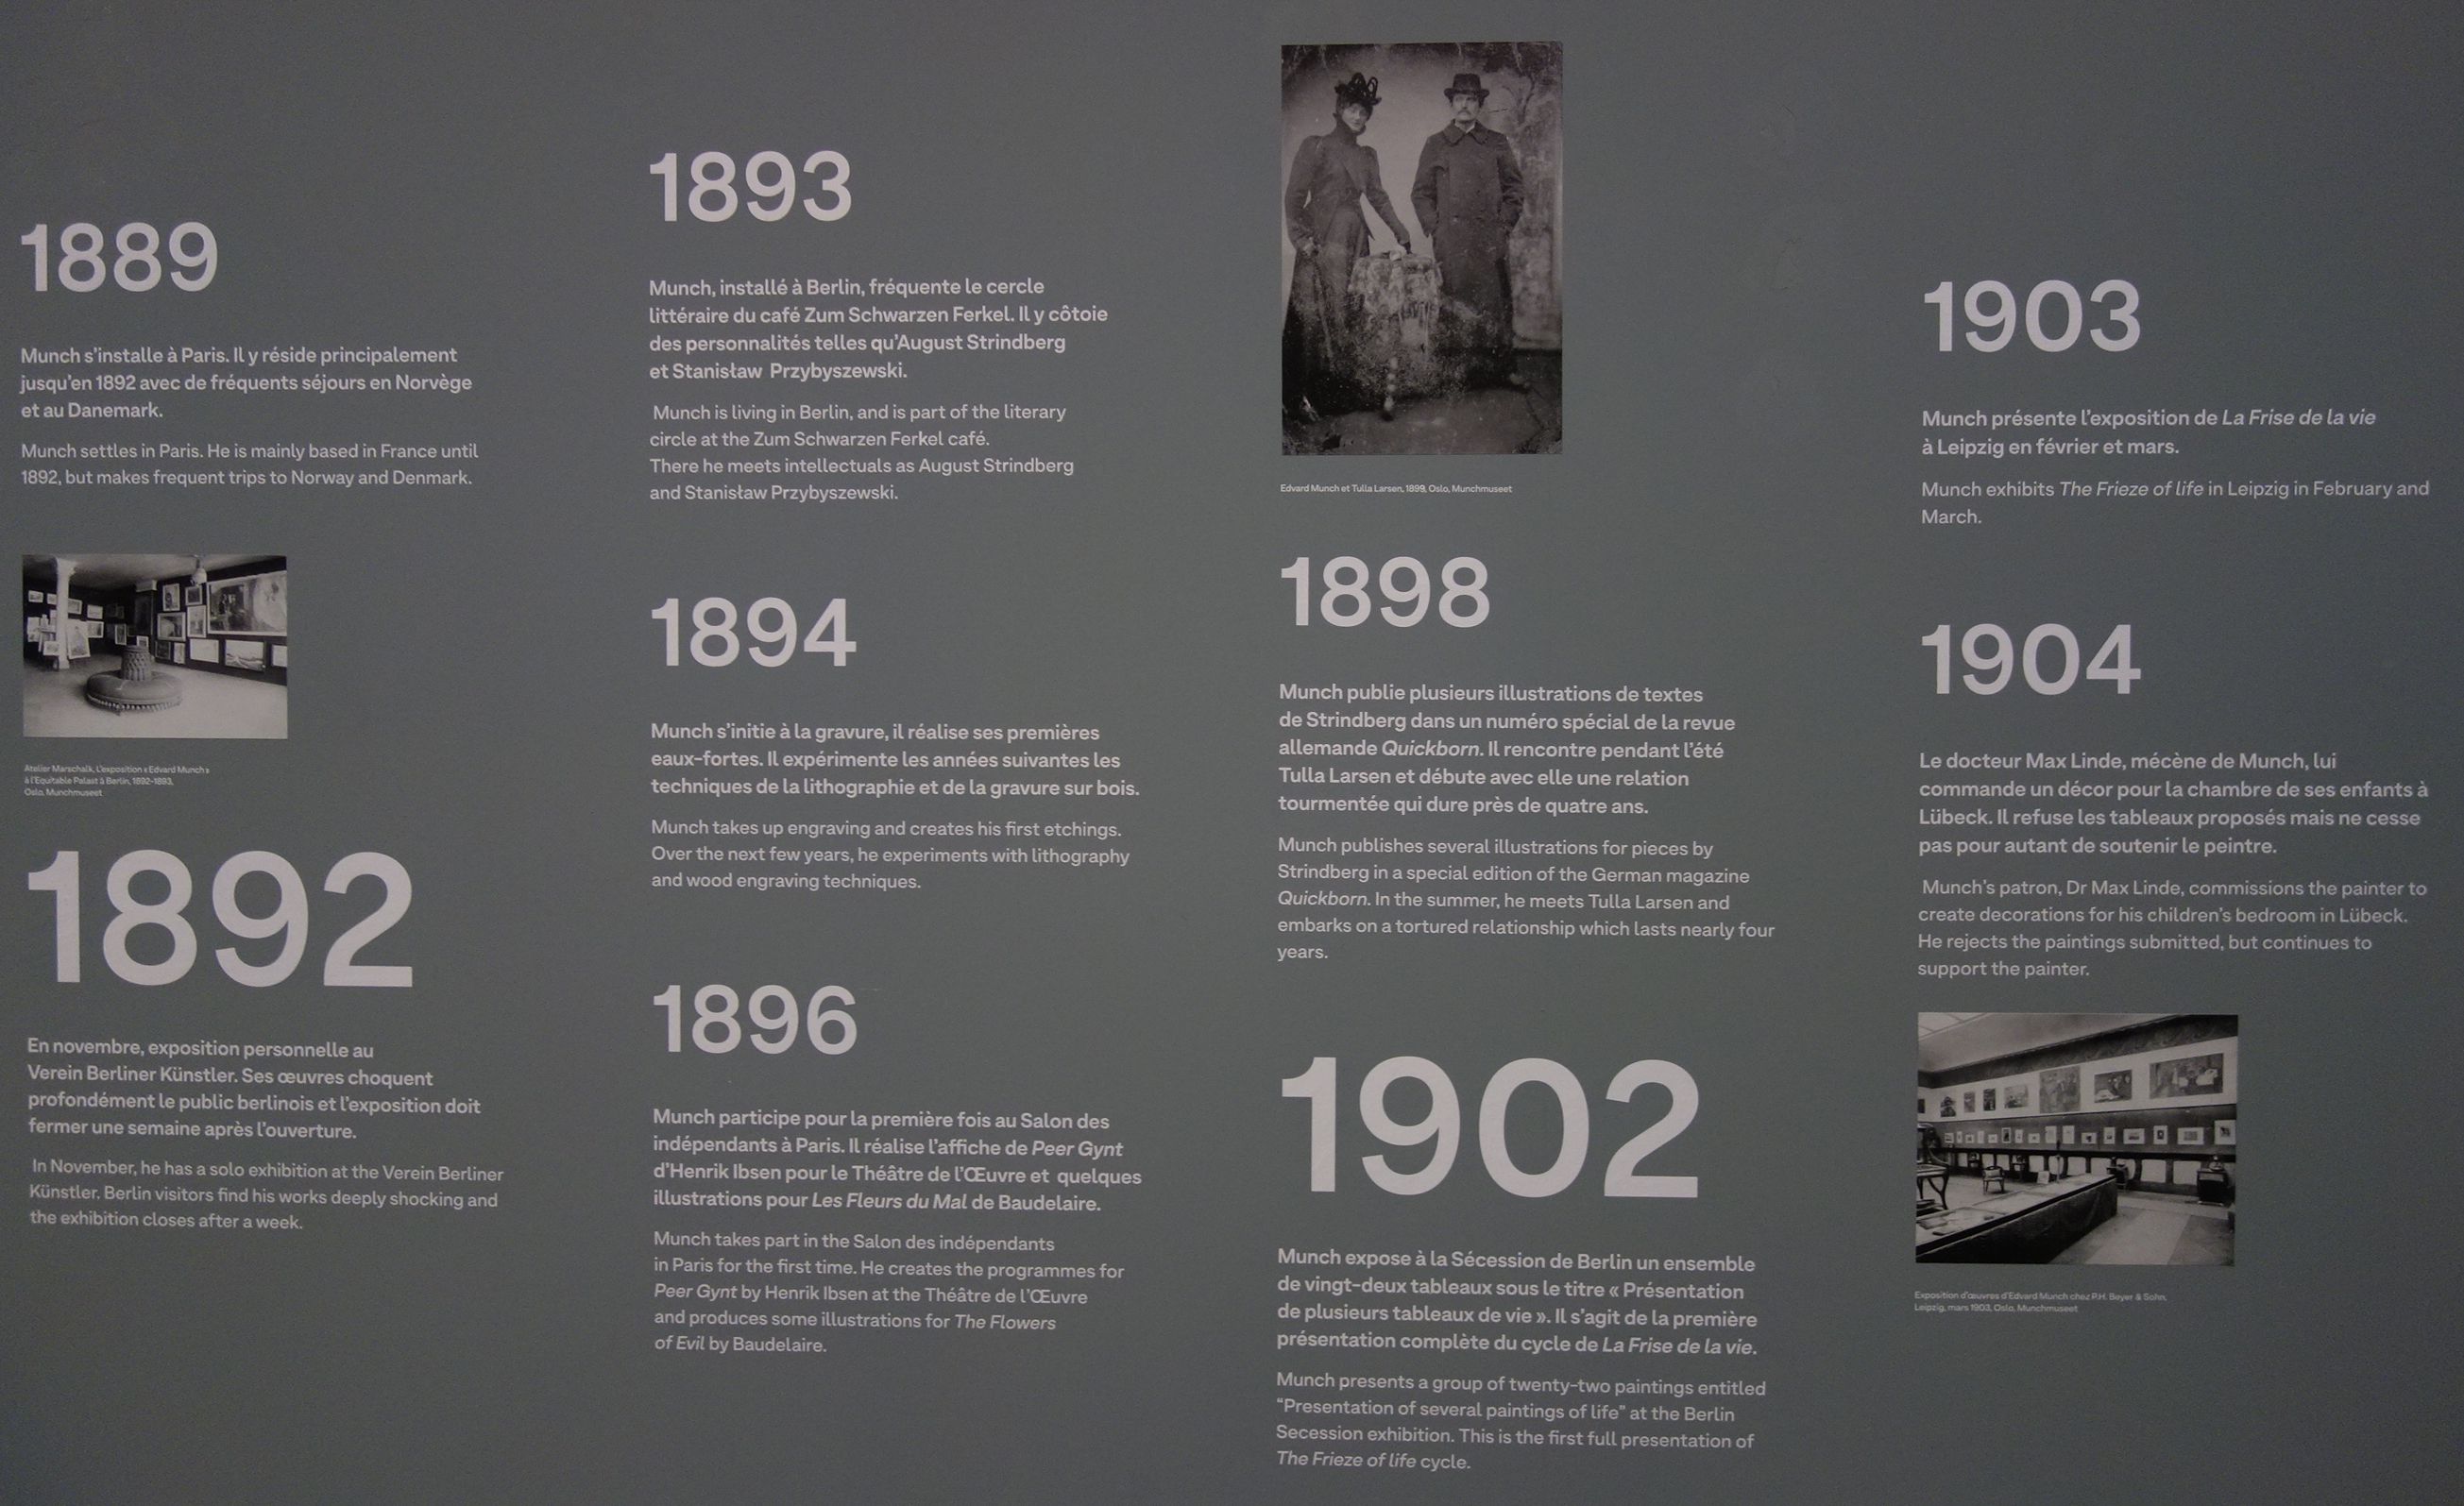 1889
Munch s'installe à Paris. Il y réside principalement
jusqu'en 1892 avec de fréquents séjours en Norvège
et au Danemark.
Munch settles in Paris. He is mainly based in France until
1892, but makes frequent trips to Norway and Denmark.
Atelier Marschalk, L'exposition « Edvard Munch »
à l'Equitable Palast à Berlin, 1892-1893,
Oslo, Munchmuseet
1892
En novembre, exposition personnelle au
Verein Berliner Künstler. Ses œuvres choquent
profondément le public berlinois et l'exposition doit
fermer une semaine après l'ouverture.
In November, he has a solo exhibition at the Verein Berliner
Künstler. Berlin visitors find his works deeply shocking and
the exhibition closes after a week.
1893
Munch, installé à Berlin, fréquente le cercle
littéraire du café Zum Schwarzen Ferkel. Il y côtoie
des personnalités telles qu'August Strindberg
et Stanisław Przybyszewski.
Munch is living in Berlin, and is part of the literary
circle at the Zum Schwarzen Ferkel café.
There he meets intellectuals as August Strindberg
and Stanisław Przybyszewski.
1894
Munch s'initie à la gravure, il réalise ses premières
eaux-fortes. Il expérimente les années suivantes les
techniques de la lithographie et de la gravure sur bois.
Munch takes up engraving and creates his first etchings.
Over the next few years, he experiments with lithography
and wood engraving techniques.
1896
Munch participe pour la première fois au Salon des
indépendants à Paris. Il réalise l'affiche de Peer Gynt
d'Henrik Ibsen pour le Théâtre de l'Œuvre et quelques
illustrations pour Les Fleurs du Mal de Baudelaire.
Munch takes part in the Salon des indépendants
in Paris for the first time. He creates the programmes for
Peer Gynt by Henrik Ibsen at the Théâtre de l'Œuvre
and produces some illustrations for The Flowers
of Evil by Baudelaire.
Edvard Munch et Tulla Larsen, 1899, Oslo, Munchmuseet
1898
Munch publie plusieurs illustrations de textes
de Strindberg dans un numéro spécial de la revue
allemande Quickborn. Il rencontre pendant l'été
Tulla Larsen et débute avec elle une relation
tourmentée qui dure près de quatre ans.
Munch publishes several illustrations for pieces by
Strindberg in a special edition of the German magazine
Quickborn. In the summer, he meets Tulla Larsen and
embarks on a tortured relationship which lasts nearly four
years.
1902
Munch expose à la Sécession de Berlin un ensemble
de vingt-deux tableaux sous le titre « Présentation
de plusieurs tableaux de vie ». Il s'agit de la première
présentation complète du cycle de La Frise de la vie.
Munch presents a group of twenty-two paintings entitled
"Presentation of several paintings of life" at the Berlin
Secession exhibition. This is the first full presentation of
The Frieze of life cycle.
1903
Munch présente l'exposition de La Frise de la vie
à Leipzig en février et mars.
Munch exhibits The Frieze of life in Leipzig in February and
March.
1904
Le docteur Max Linde, mécène de Munch, lui
commande un décor pour la chambre de ses enfants à
Lübeck. Il refuse les tableaux proposés mais ne cesse
pas pour autant de soutenir le peintre.
Munch's patron, Dr Max Linde, commissions the painter to
create decorations for his children's bedroom in Lübeck.
He rejects the paintings submitted, but continues to
support the painter.
Exposition d'œuvres d'Edvard Munch chez P.H. Beyer & Sohn,
Leipzig, mars 1903, Oslo, Munchmuseet